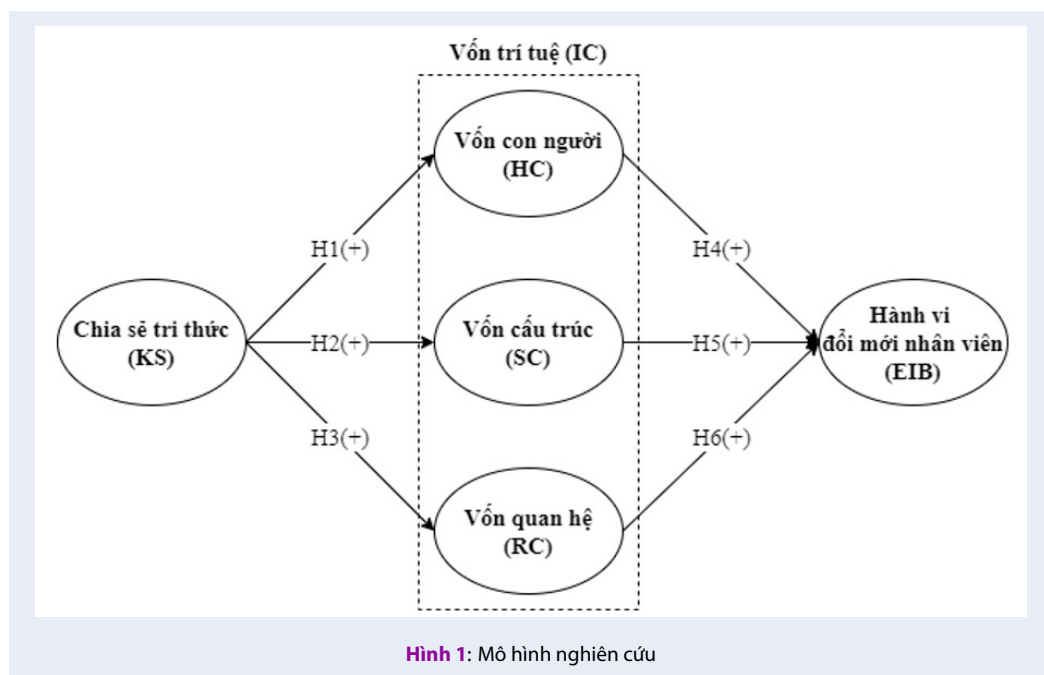 Vốn trí tuệ (IC)
Vốn con người
(HC)
H1(+)
H4(+)
Chia sẻ tri thức
(KS)
H2(+)
Vốn cấu trúc
(SC)
H5(+)
Hành vi
đổi mới nhân viên
(EIB)
H3(+)
H6(+)
Vốn quan hệ
(RC)
Hình 1: Mô hình nghiên cứu